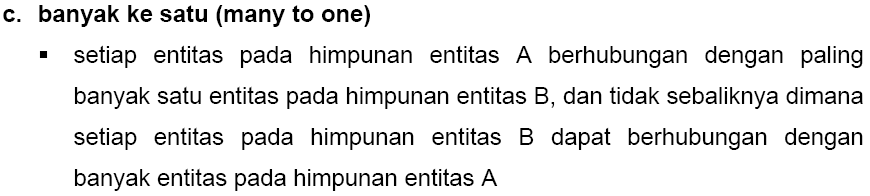 c. banyak ke satu (many to one)
▪ setiap entitas pada himpunan entitas A berhubungan dengan paling
banyak satu entitas pada himpunan entitas B, dan tidak sebaliknya dimana
setiap entitas pada himpunan entitas B dapat berhubungan dengan
banyak entitas pada himpunan entitas A